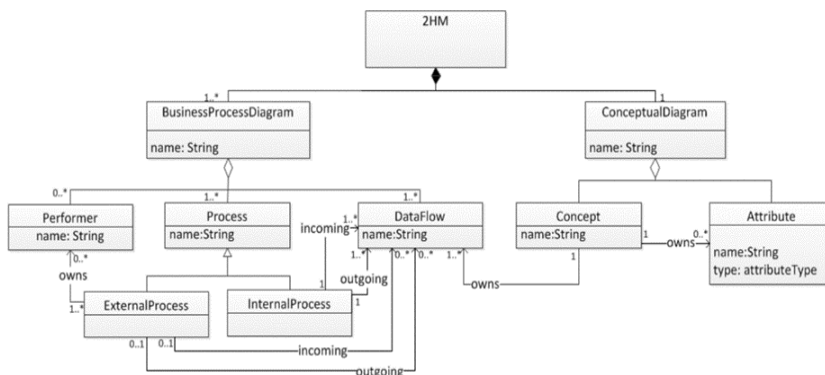 2HM
1..*
1
BusinessProcessDiagram
name: String
ConceptualDiagram
name: String
0..*
1..*
1..*
Performer
name: String
Process
name:String
incoming
1..*
DataFlow
name:String
Concept
name:String
1
owns
0..*
Attribute
name:String
type: attributeType
0..*
owns
1..*
0..*
0..*
1..*
1
outgoing
owns
1..*
ExternalProcess
1
InternalProcess
1
0..1
0..1
incoming
outgoing